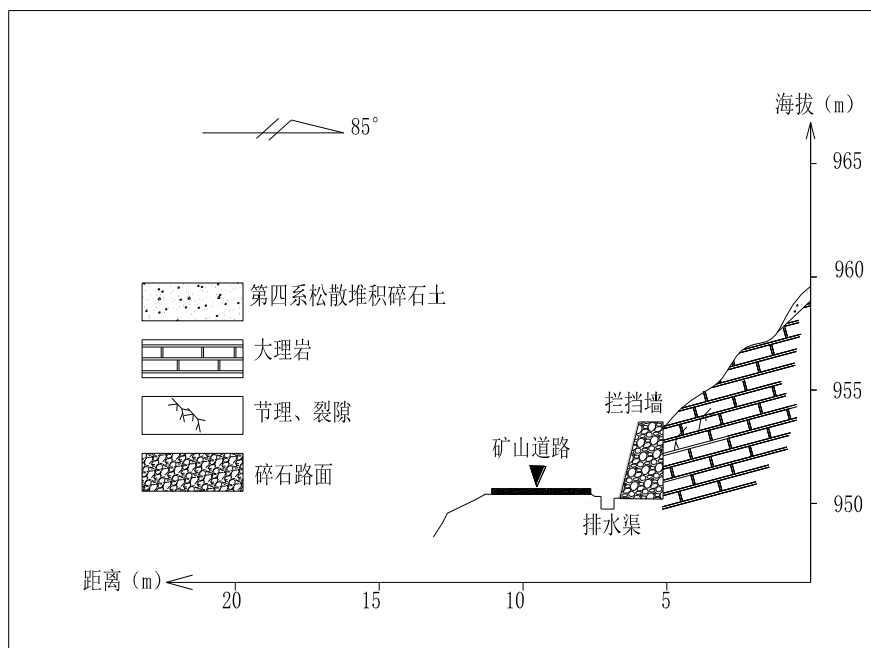 海拔（m）
85°
965
960
第四系松散堆积碎石土
大理岩
955
拦挡墙
节理、裂隙
矿山道路
碎石路面
950
排水渠
距离（m）
20
15
10
5